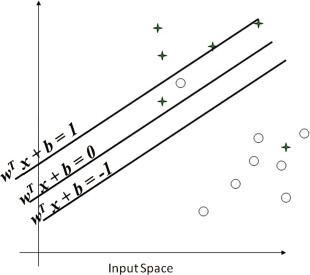 w^T x + b = 1
w^T x + b = 0
w^T x + b = -1
Input Space